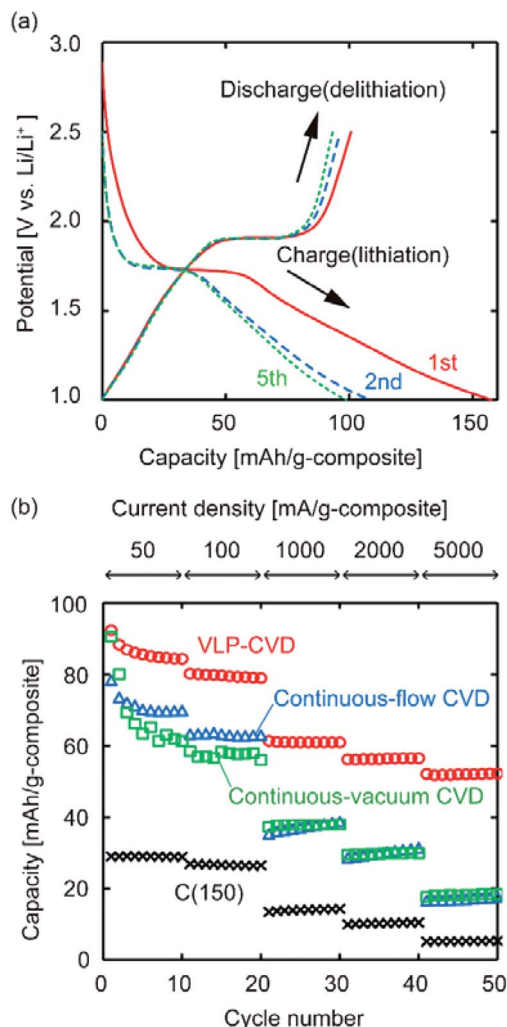 (a)
3.0
2.5
2.0
1.5
1.0
Potential [V vs. Li/Li⁺]
Discharge(delithiation)
Charge(lithiation)
1st
2nd
5th
0 50 100 150
Capacity [mAh/g-composite]
(b)
Current density [mA/g-composite]
50 100 1000 2000 5000
100
80
60
40
20
0
Capacity [mAh/g-composite]
VLP-CVD
Continuous-flow CVD
Continuous-vacuum CVD
C(150)
0 10 20 30 40 50
Cycle number